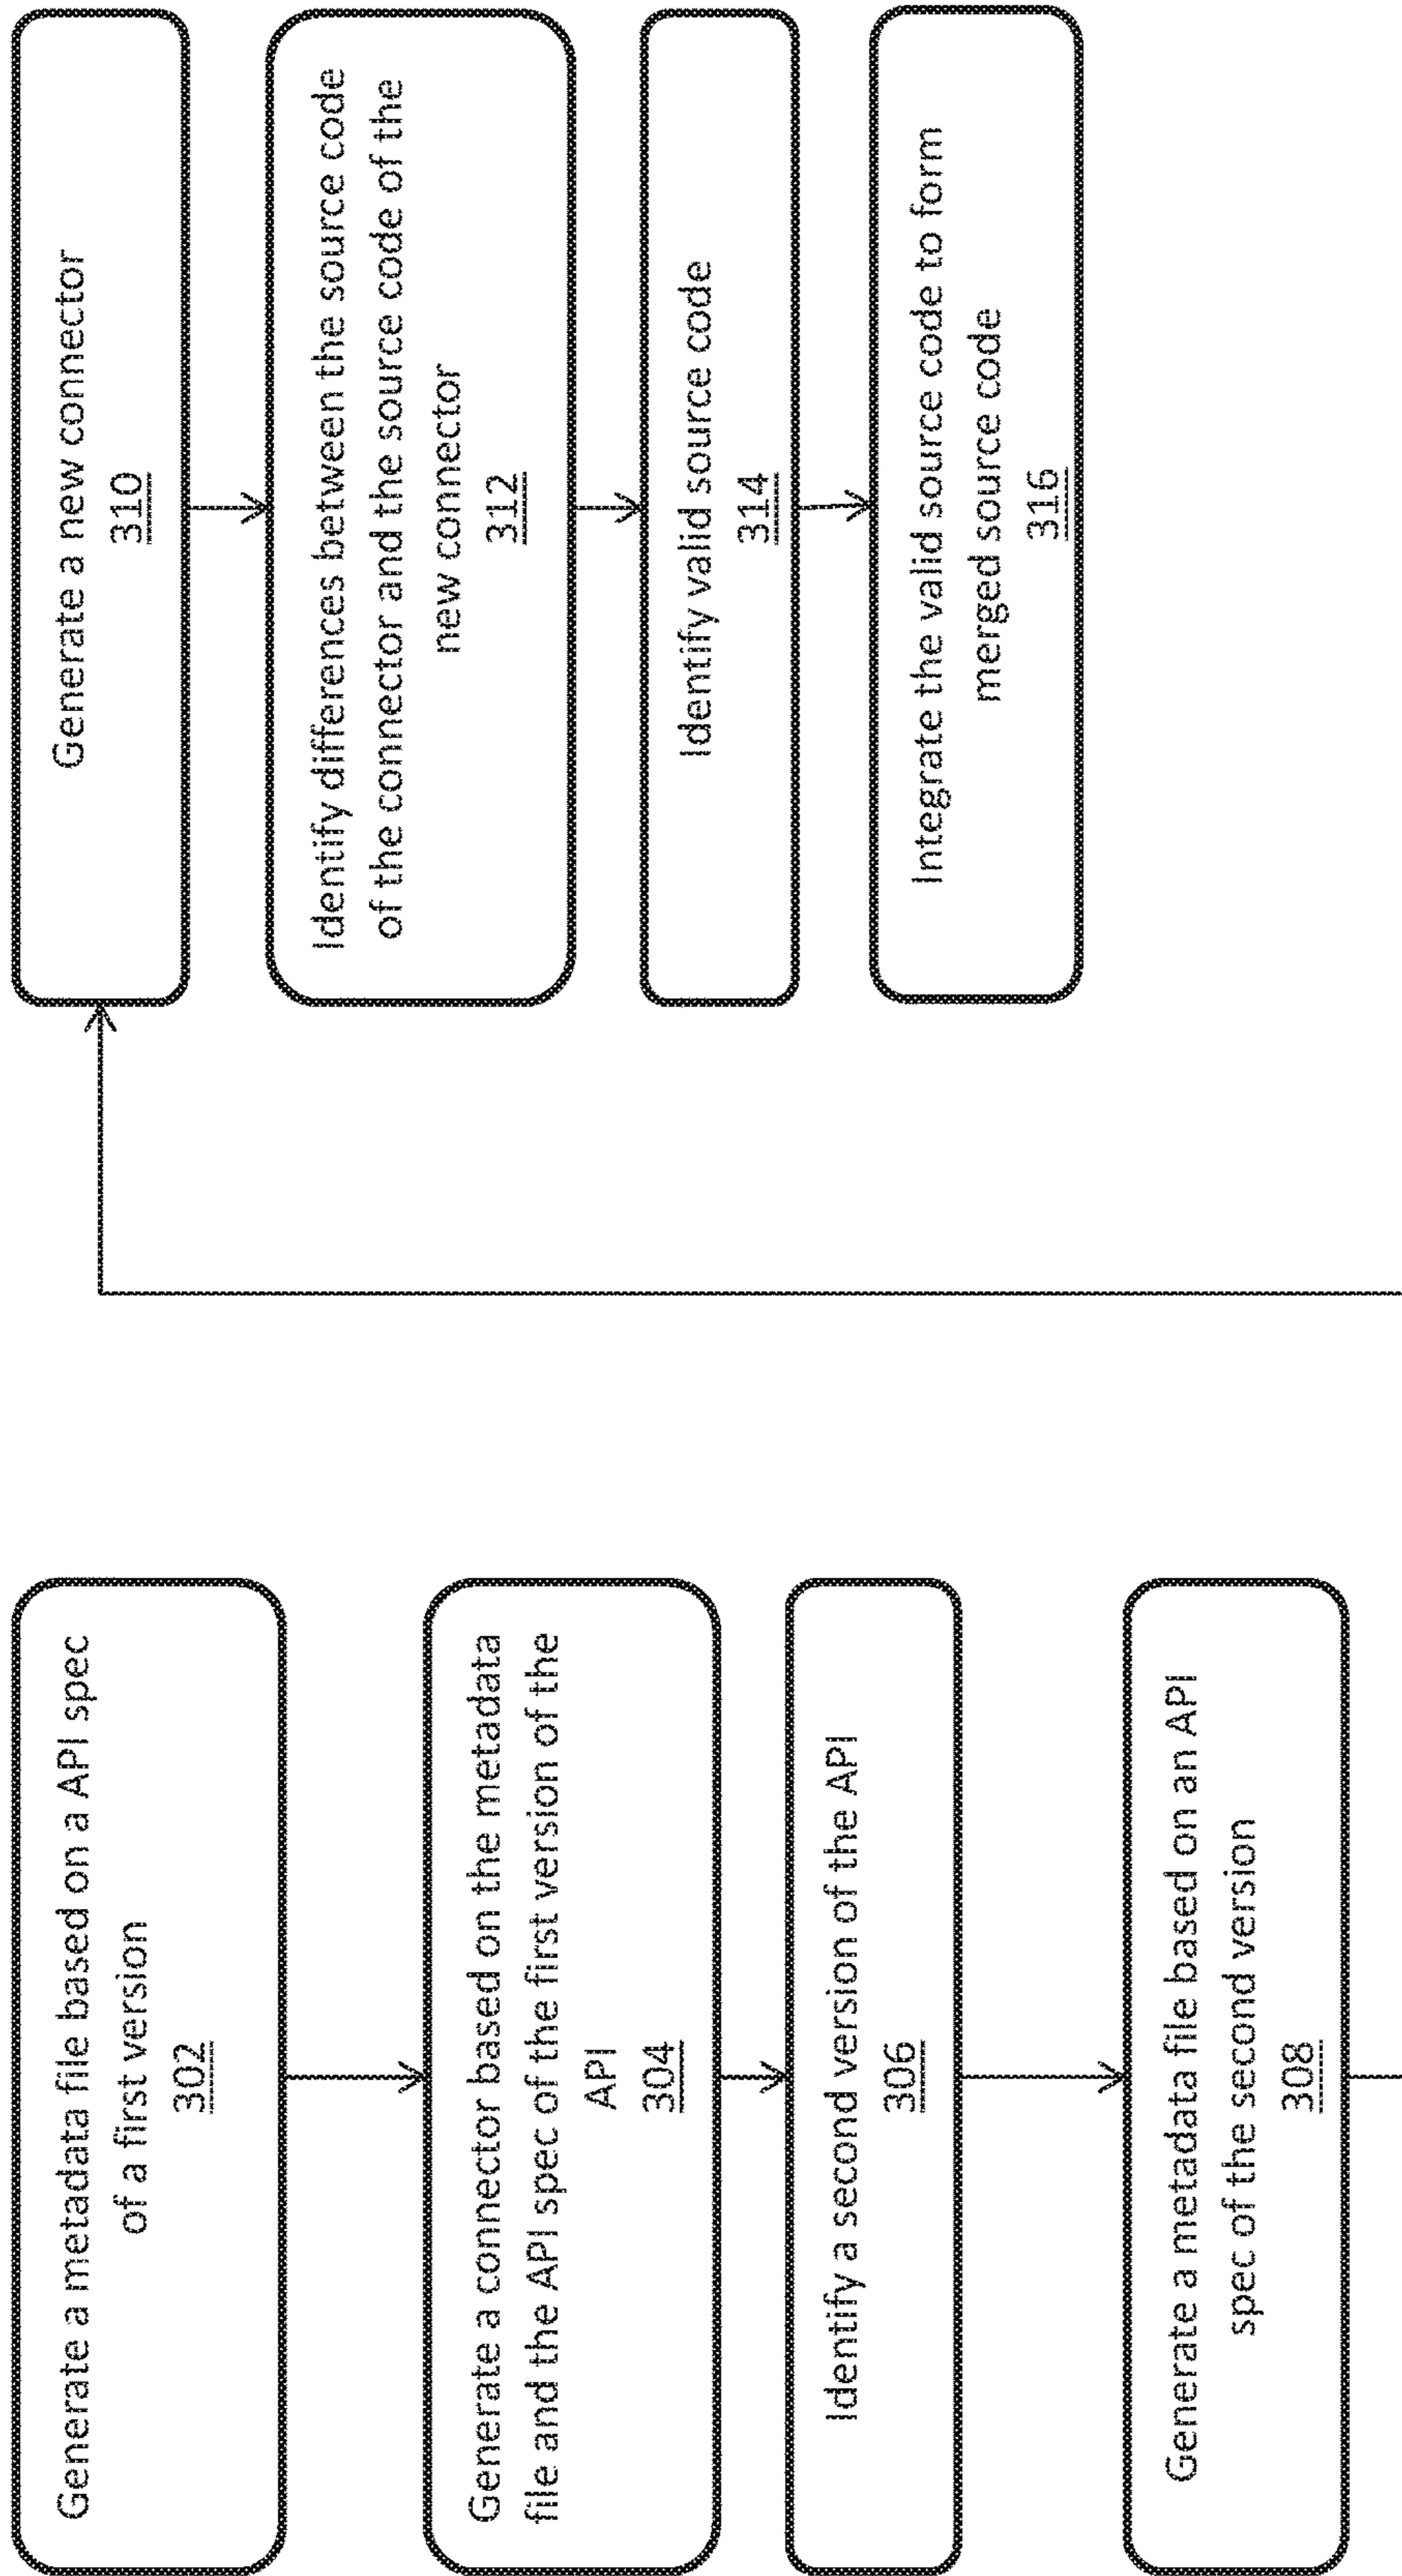 Generate a metadata file based on a API spec
of a first version
302
Generate a connector based on the metadata
file and the API spec of the first version of the
API
304
Identify a second version of the API
306
Generate a metadata file based on an API
spec of the second version
308
Generate a new connector
310
Identify differences between the source code
of the connector and the source code of the
new connector
312
Identify valid source code
314
Integrate the valid source code to form
merged source code
316